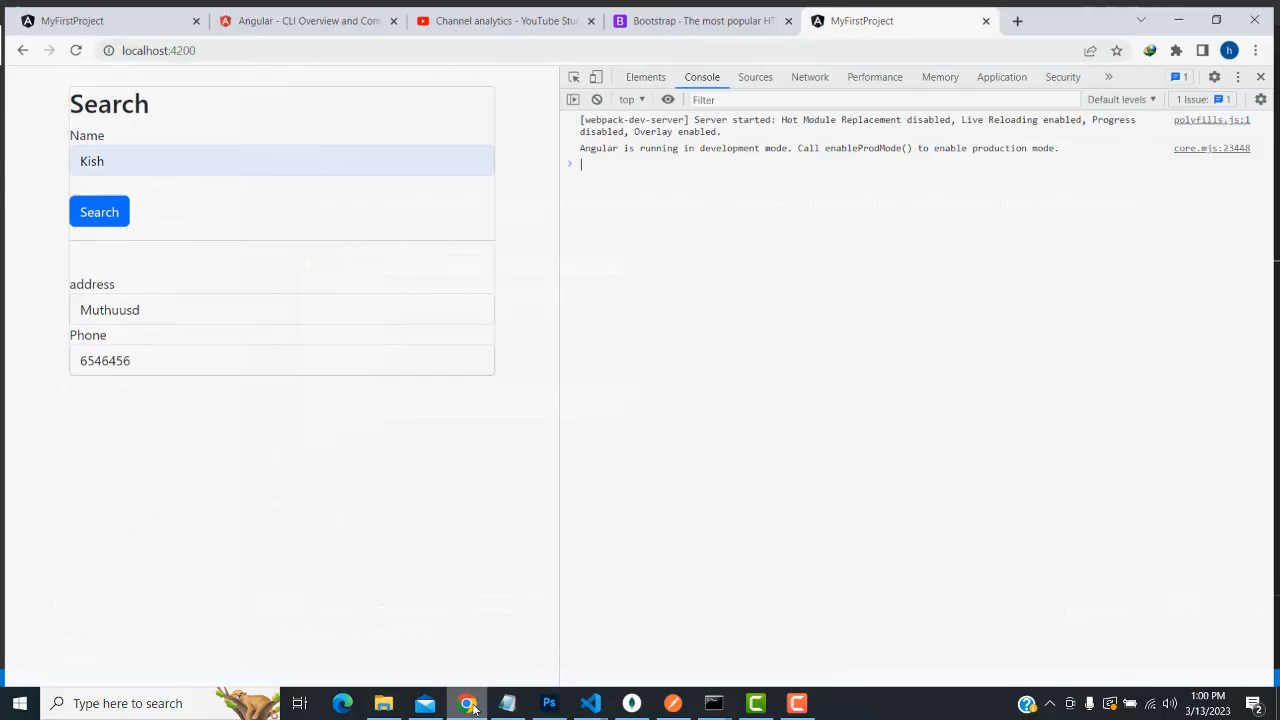 MyFirstProject
Angular - CLI Overview and Com
Channel analytics - YouTube Stu
Bootstrap - The most popular HT
MyFirstProject
localhost:4200
h
Search
Name
Kish
Search
address
Muthuusd
Phone
6546456
Elements Console Sources Network Performance Memory Application Security » 1
top Filter Default levels 1 Issue: 1
[webpack-dev-server] Server started: Hot Module Replacement disabled, Live Reloading enabled, Progress polyfills.js:1
disabled, Overlay enabled.
Angular is running in development mode. Call enableProdMode() to enable production mode. core.mjs:23448
Type here to search
Ps
1:00 PM
3/13/2023